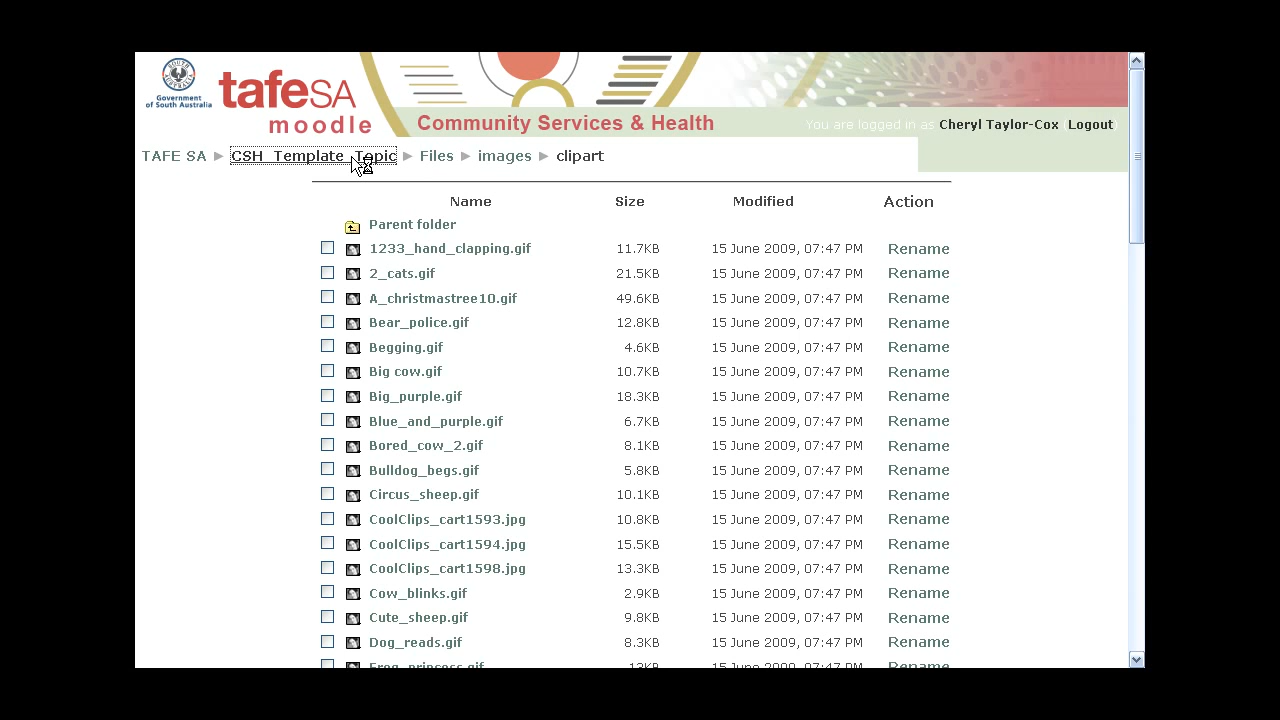 Government
of South Australia
tafeSA
moodle
Community Services & Health
You are logged in as Cheryl Taylor-Cox (Logout)
TAFE SA ► CSH_Template_Topic ► Files ► images ► clipart
Name Size Modified Action
Parent folder
1233_hand_clapping.gif 11.7KB 15 June 2009, 07:47 PM Rename
2_cats.gif 21.5KB 15 June 2009, 07:47 PM Rename
A_christmastree10.gif 49.6KB 15 June 2009, 07:47 PM Rename
Bear_police.gif 12.8KB 15 June 2009, 07:47 PM Rename
Begging.gif 4.6KB 15 June 2009, 07:47 PM Rename
Big cow.gif 10.7KB 15 June 2009, 07:47 PM Rename
Big_purple.gif 18.3KB 15 June 2009, 07:47 PM Rename
Blue_and_purple.gif 6.7KB 15 June 2009, 07:47 PM Rename
Bored_cow_2.gif 8.1KB 15 June 2009, 07:47 PM Rename
Bulldog_begs.gif 5.8KB 15 June 2009, 07:47 PM Rename
Circus_sheep.gif 10.1KB 15 June 2009, 07:47 PM Rename
CoolClips_cart1593.jpg 10.8KB 15 June 2009, 07:47 PM Rename
CoolClips_cart1594.jpg 15.5KB 15 June 2009, 07:47 PM Rename
CoolClips_cart1598.jpg 13.3KB 15 June 2009, 07:47 PM Rename
Cow_blinks.gif 2.9KB 15 June 2009, 07:47 PM Rename
Cute_sheep.gif 9.8KB 15 June 2009, 07:47 PM Rename
Dog_reads.gif 8.3KB 15 June 2009, 07:47 PM Rename
Frog_princess.gif 13KB 15 June 2009, 07:47 PM Rename